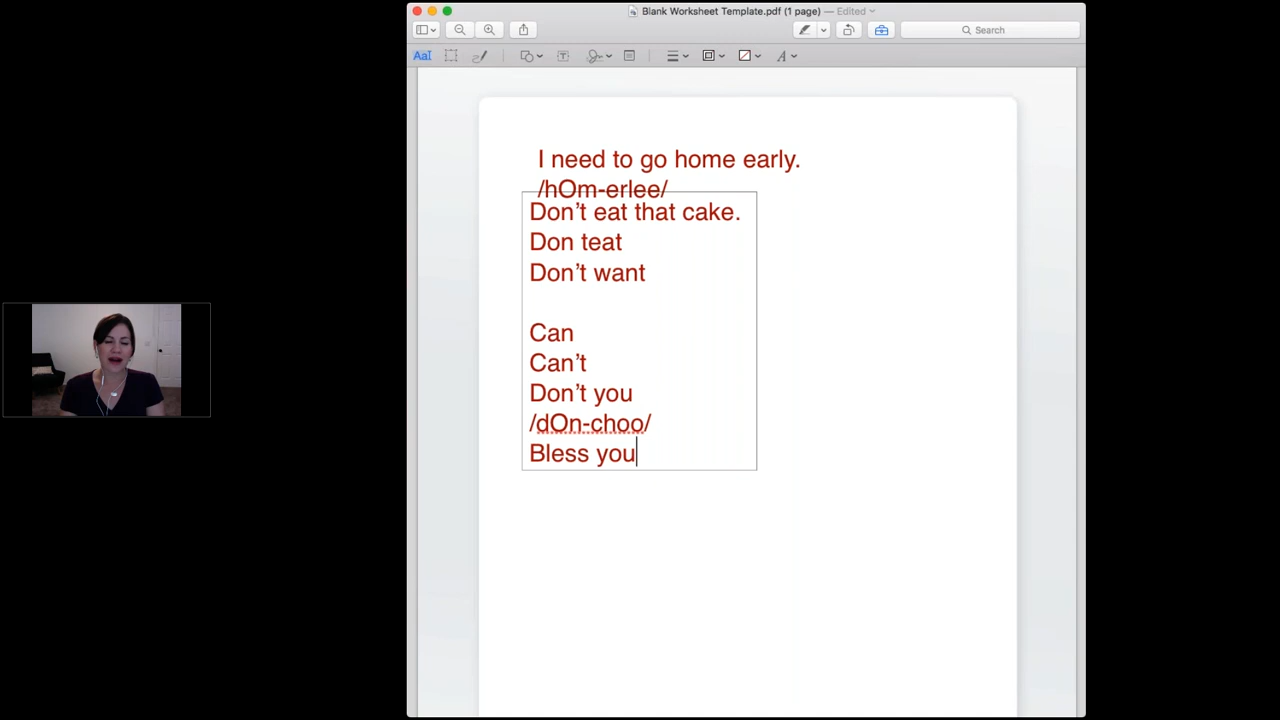 Blank Worksheet Template.pdf (1 page) — Edited
Search
AaI
T
A
I need to go home early.
/hOm-erlee/
Don’t eat that cake.
Don teat
Don’t want
Can
Can’t
Don’t you
/dOn-choo/
Bless you